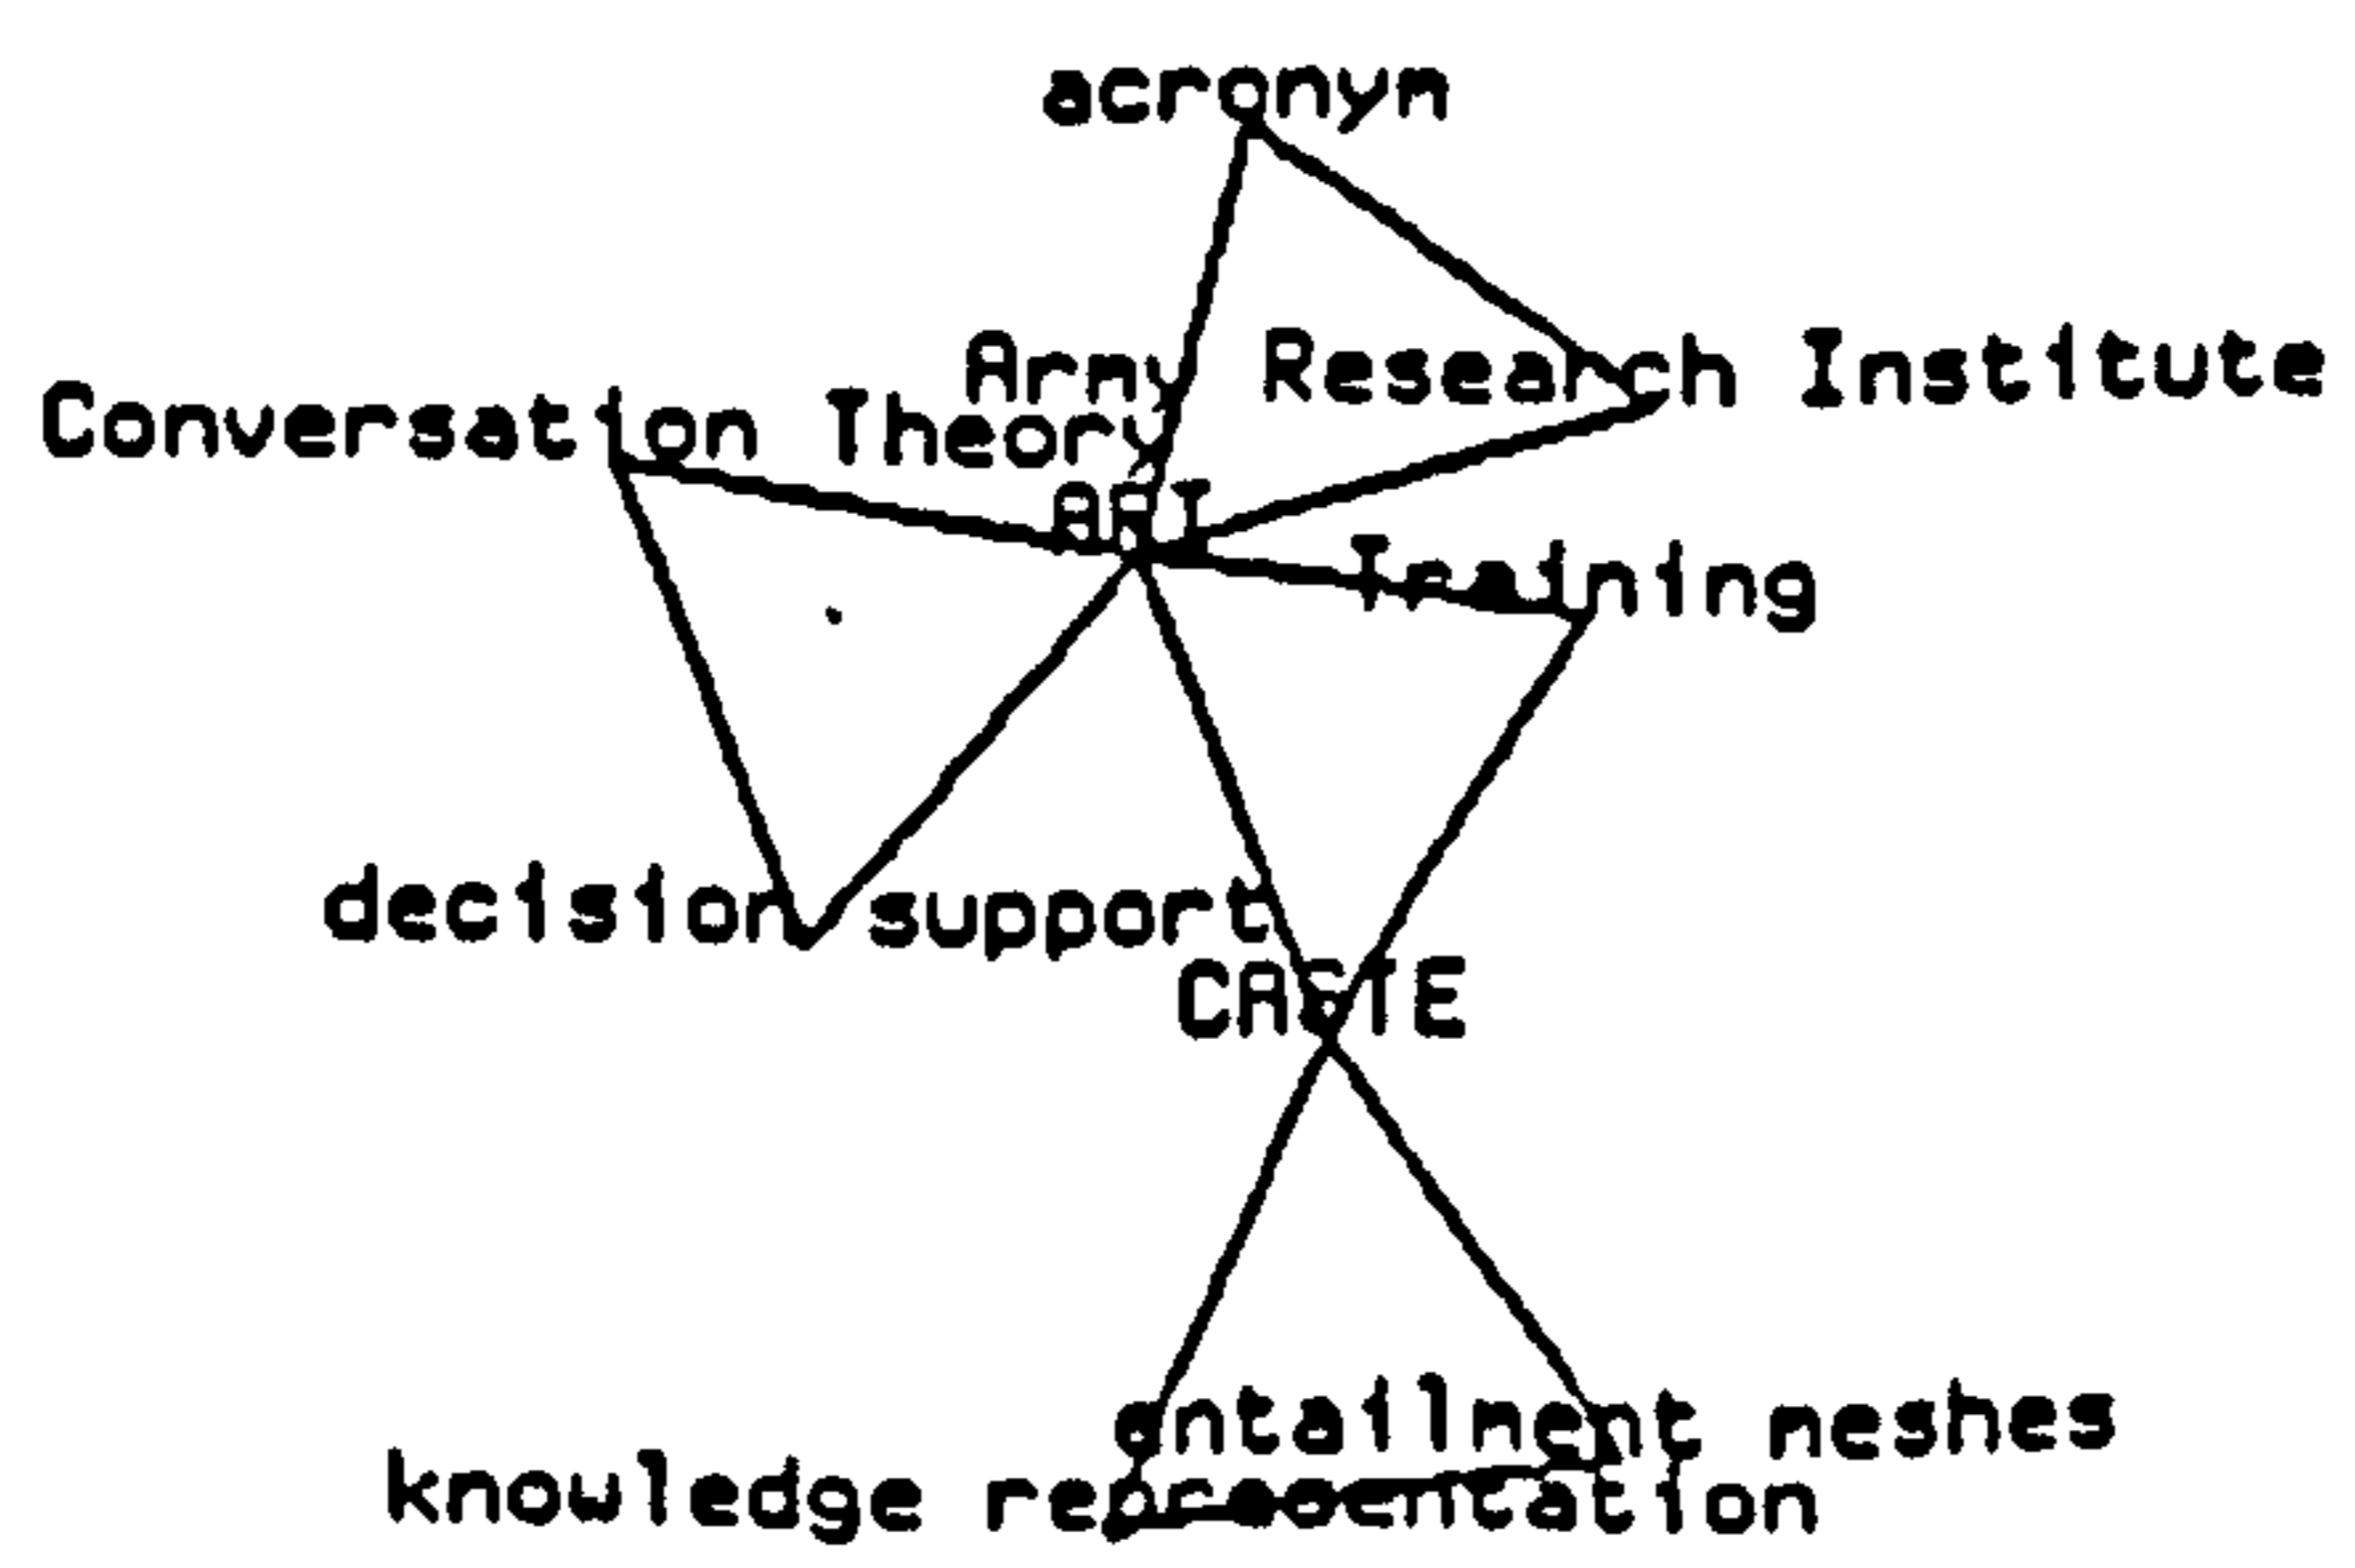 acronym
Army Research Institute
Conversation Theory
ARI
Training
decision support
CASTE
entailment meshes
knowledge representation